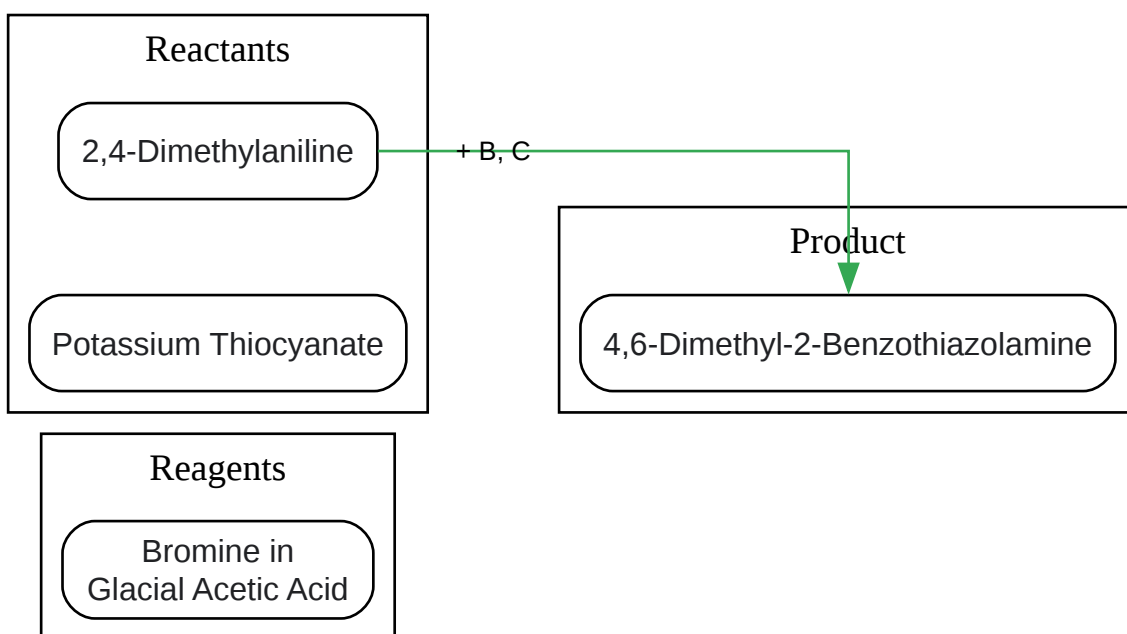 Reactants
2,4-Dimethylaniline
+ B, C
Product
Potassium Thiocyanate
4,6-Dimethyl-2-Benzothiazolamine
Reagents
Bromine in
Glacial Acetic Acid